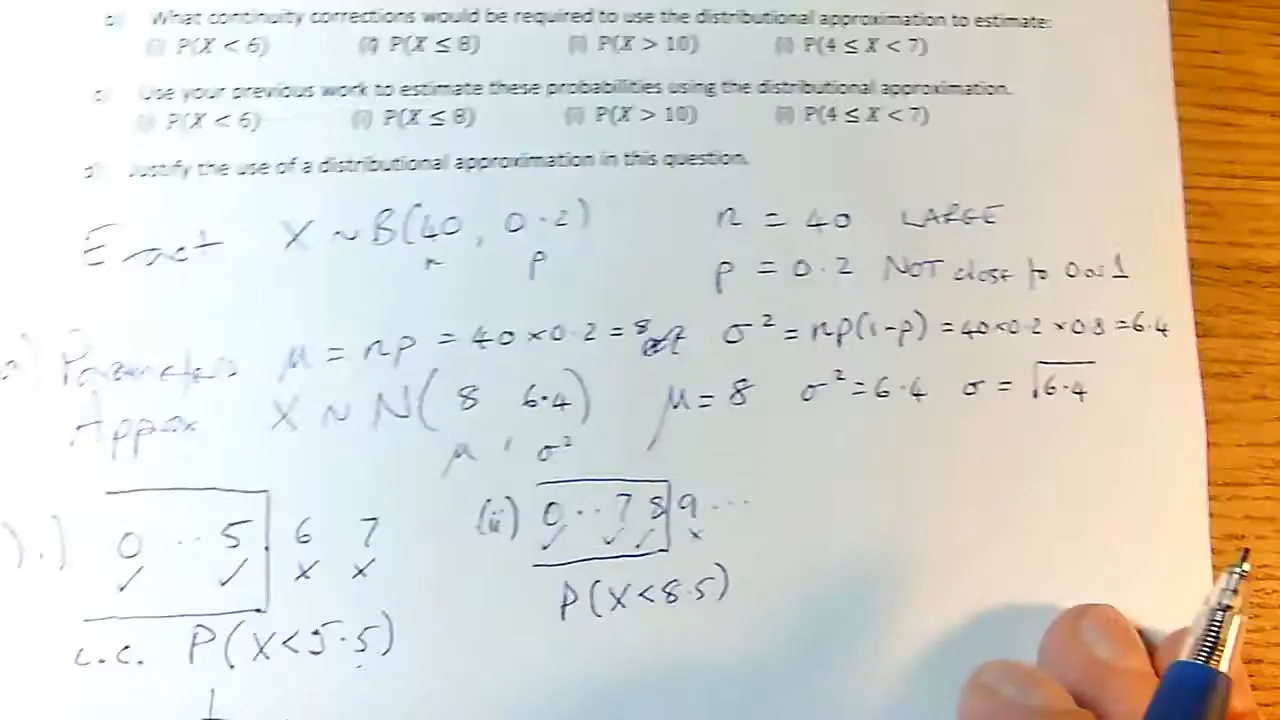 What continuity corrections would be required to use the distributional approximation to estimate:
P(X < 6) P(X ≤ 8) P(X > 10) P(4 ≤ X < 7)
c) Use your previous work to estimate these probabilities using the distributional approximation.
P(X < 6) P(X ≤ 8) P(X > 10) P(4 ≤ X < 7)
d) Justify the use of a distributional approximation in this question.
Exact X ~ B(40, 0.2) n = 40 LARGE
n p p = 0.2 NOT close to 0 or 1
a) Parameters μ = np = 40×0.2 = 8 σ² = np(1-p) = 40×0.2×0.8 = 6.4
Approx X ~ N(8 6.4) μ = 8 σ² = 6.4 σ = √6.4
μ , σ²
) i) 0 .. 5 6 7 (ii) 0 .. 7 8 9 ...
✓ ✓ × × ✓ ✓ ✓ ×
c.c. P(X<5.5) P(X<8.5)